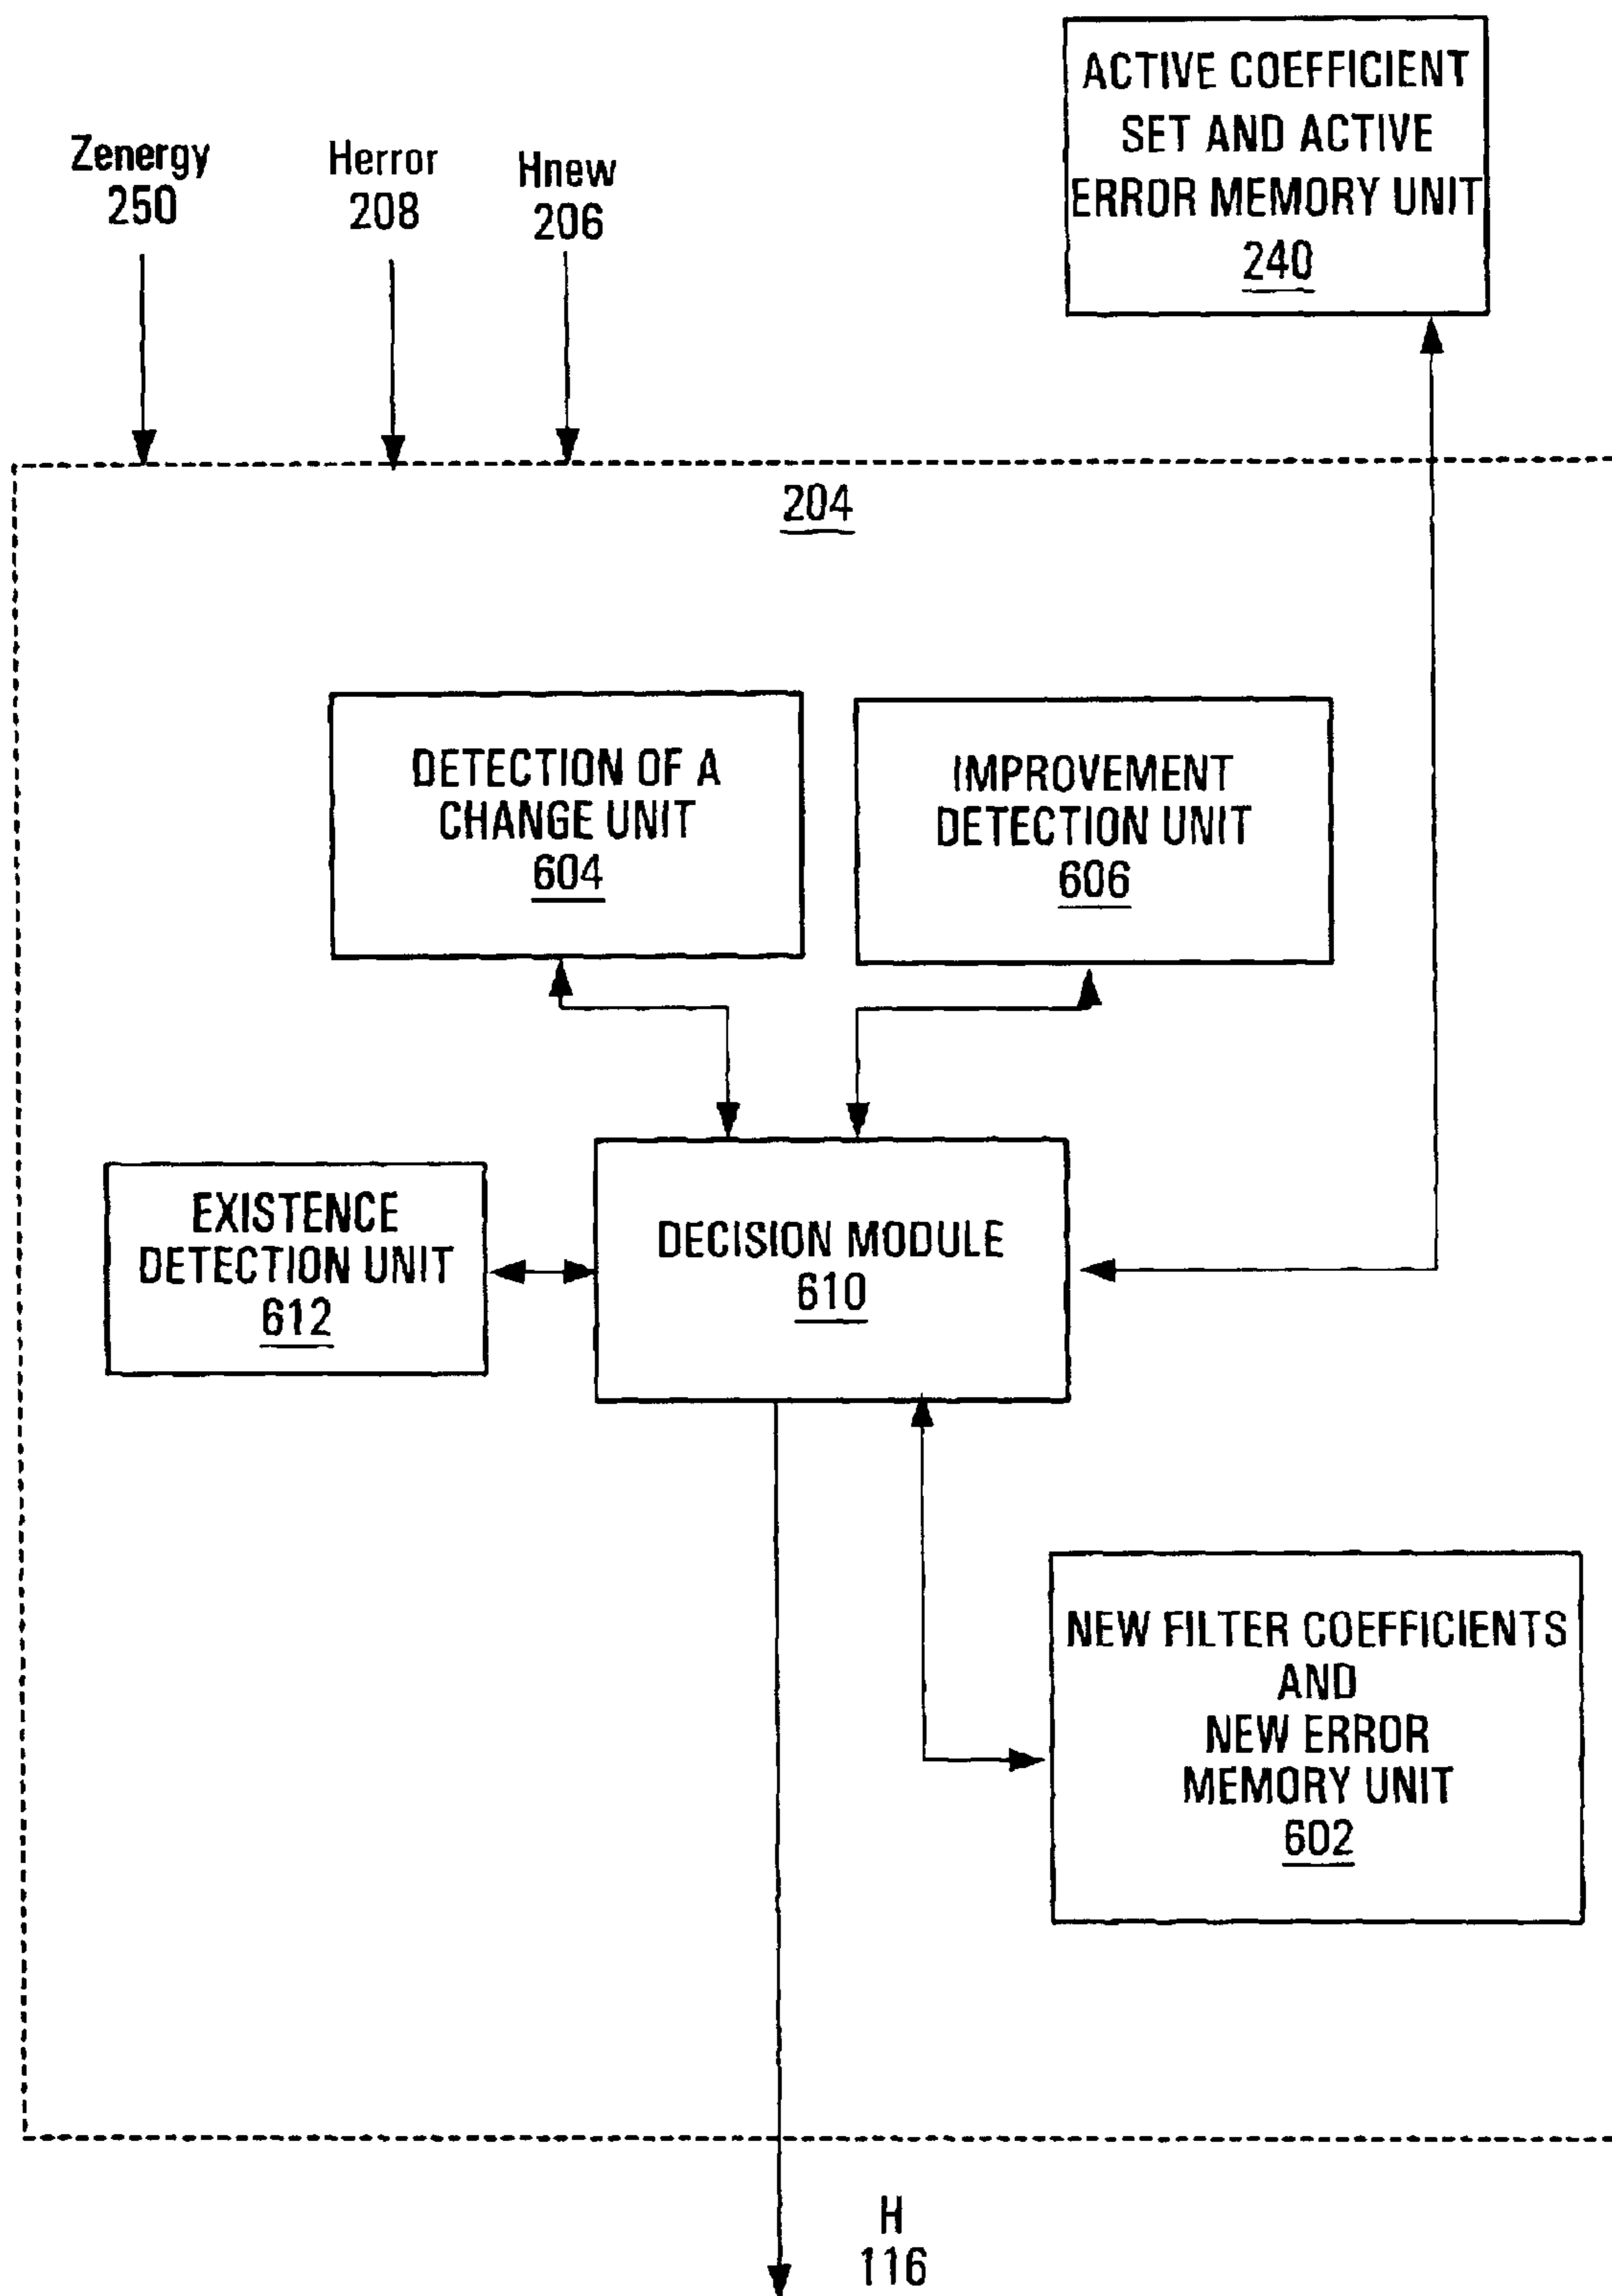 ACTIVE COEFFICIENT
SET AND ACTIVE
ERROR MEMORY UNIT
240
Zenergy
250
Herror
208
Hnew
206
204
DETECTION OF A
CHANGE UNIT
604
IMPROVEMENT
DETECTION UNIT
606
EXISTENCE
DETECTION UNIT
612
DECISION MODULE
610
NEW FILTER COEFFICIENTS
AND
NEW ERROR
MEMORY UNIT
602
H
116